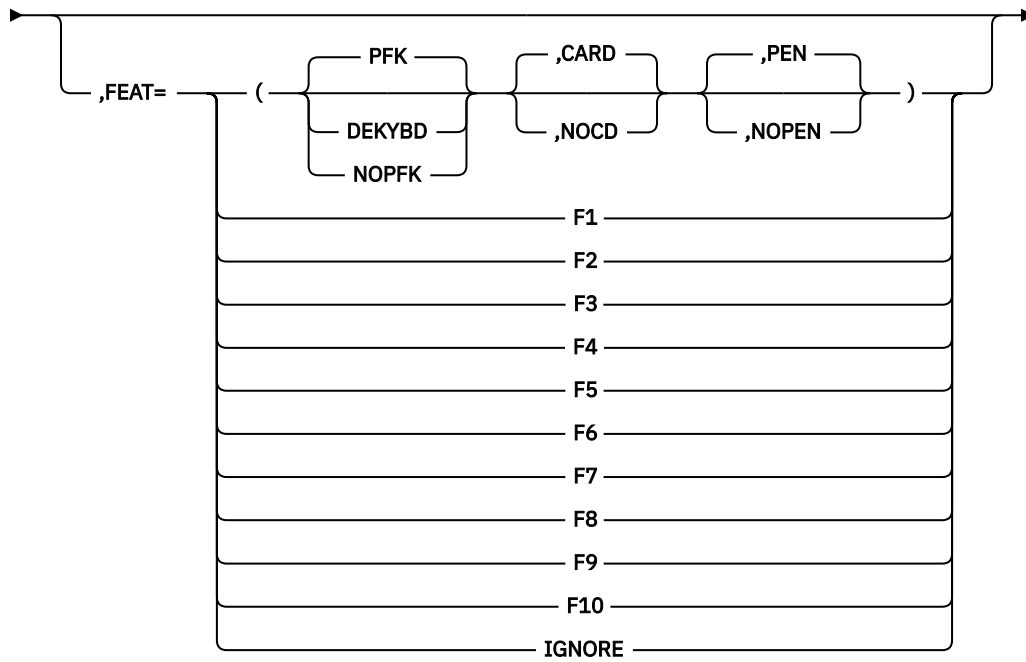 PFK ,CARD ,PEN
,FEAT= ( )
DEKYBD ,NOCD ,NOPEN
NOPFK
F1
F2
F3
F4
F5
F6
F7
F8
F9
F10
IGNORE